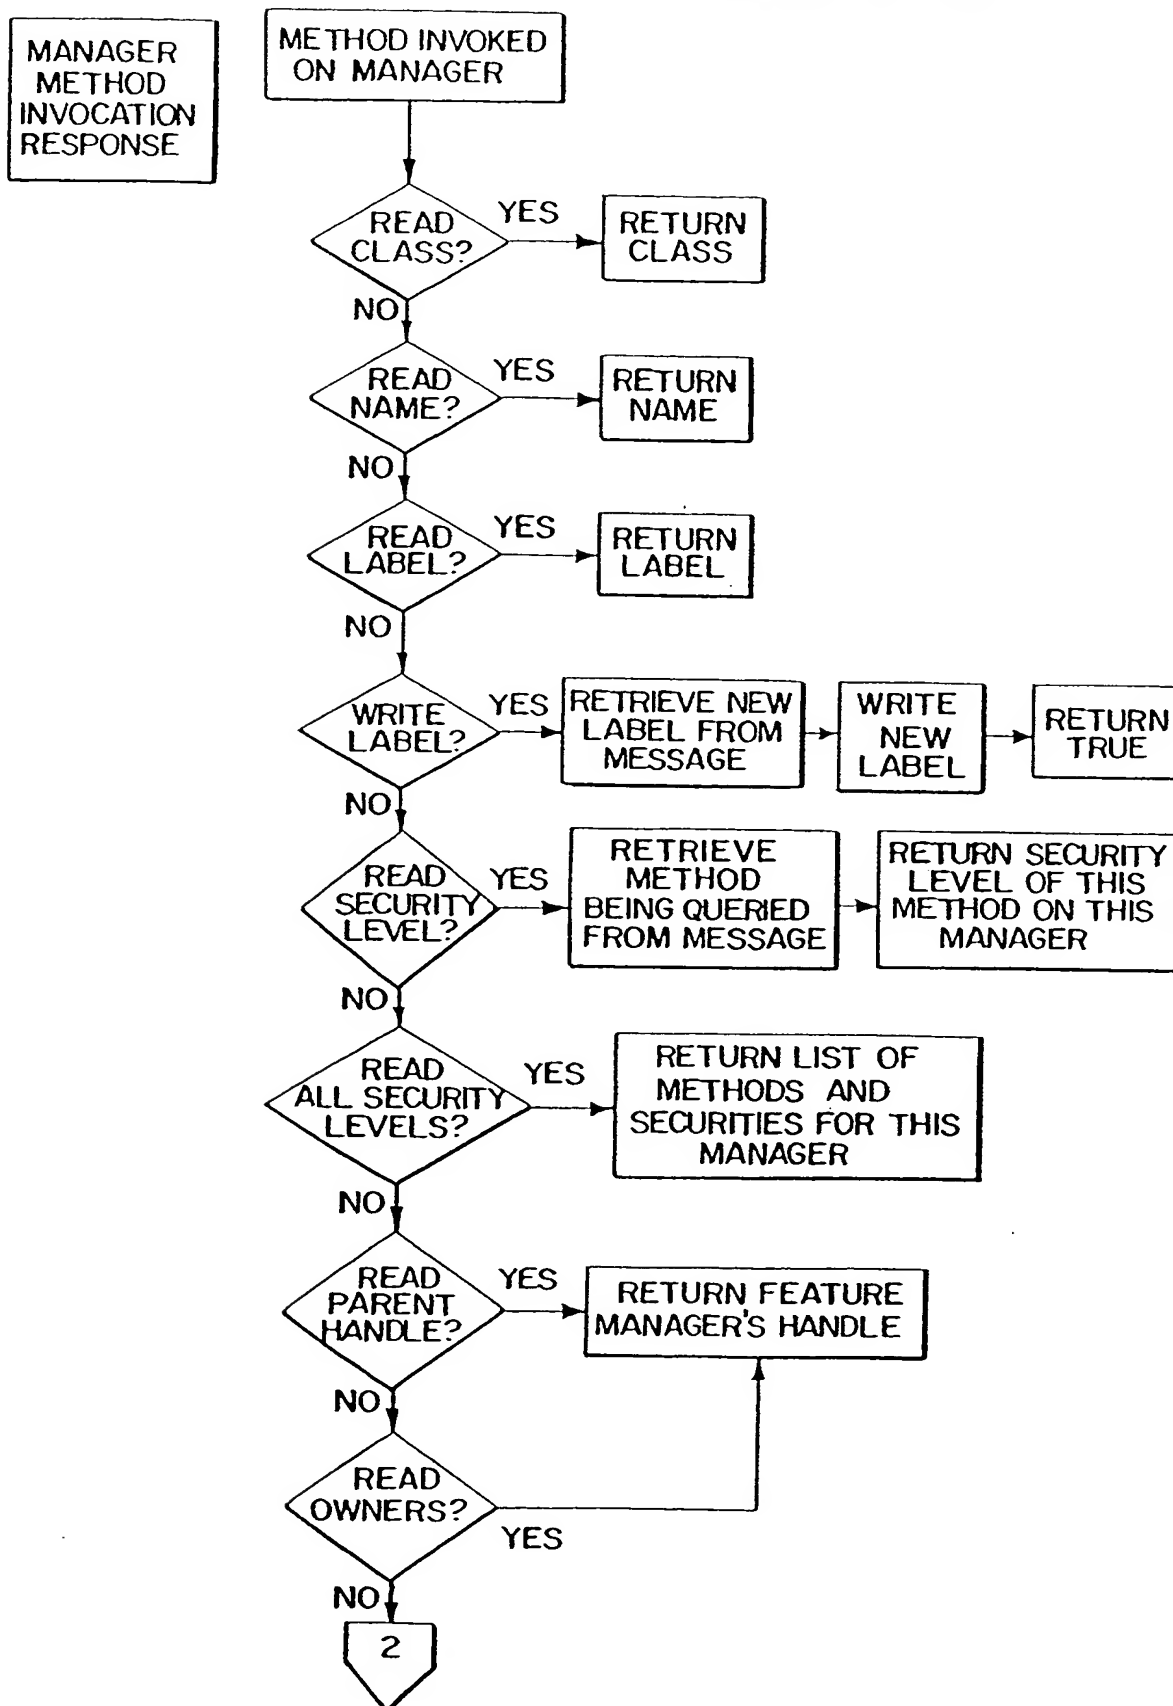 MANAGER
METHOD
INVOCATION
RESPONSE
METHOD INVOKED
ON MANAGER
READ
CLASS?
YES
RETURN
CLASS
NO
READ
NAME?
YES
RETURN
NAME
NO
READ
LABEL?
YES
RETURN
LABEL
NO
WRITE
LABEL?
YES
RETRIEVE NEW
LABEL FROM
MESSAGE
WRITE
NEW
LABEL
RETURN
TRUE
NO
READ
SECURITY
LEVEL?
YES
RETRIEVE
METHOD
BEING QUERIED
FROM MESSAGE
RETURN SECURITY
LEVEL OF THIS
METHOD ON THIS
MANAGER
NO
READ
ALL SECURITY
LEVELS?
YES
RETURN LIST OF
METHODS AND
SECURITIES FOR THIS
MANAGER
NO
READ
PARENT
HANDLE?
YES
RETURN FEATURE
MANAGER'S HANDLE
NO
READ
OWNERS?
YES
NO
2